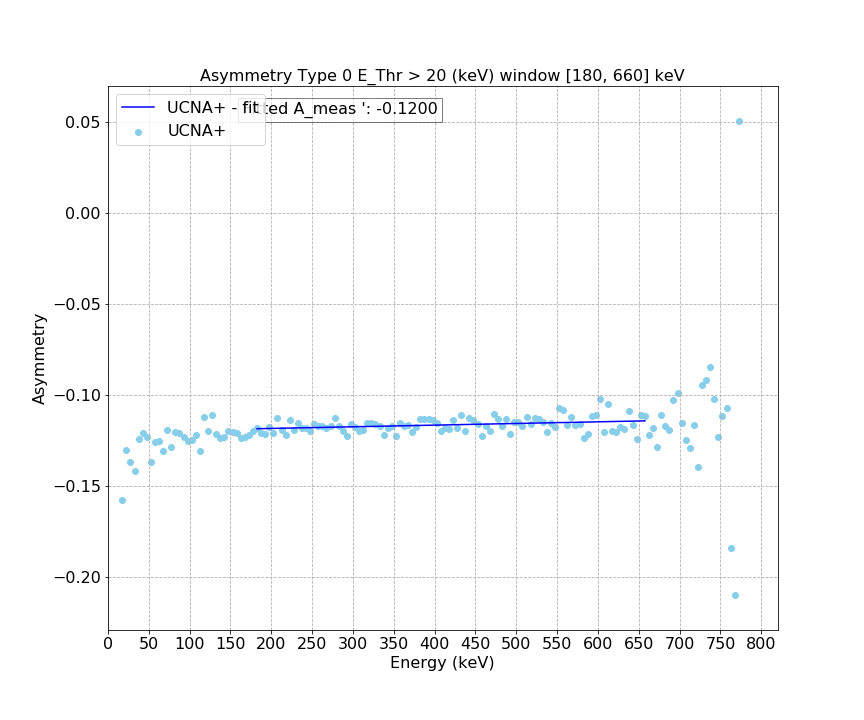 Asymmetry Type 0 E_Thr > 20 (keV) window [180, 660] keV
UCNA+ - fit
tted A_meas ': -0.1200
UCNA+
0.05
0.00
−0.05
−0.10
−0.15
−0.20
Asymmetry
0 50 100 150 200 250 300 350 400 450 500 550 600 650 700 750 800
Energy (keV)